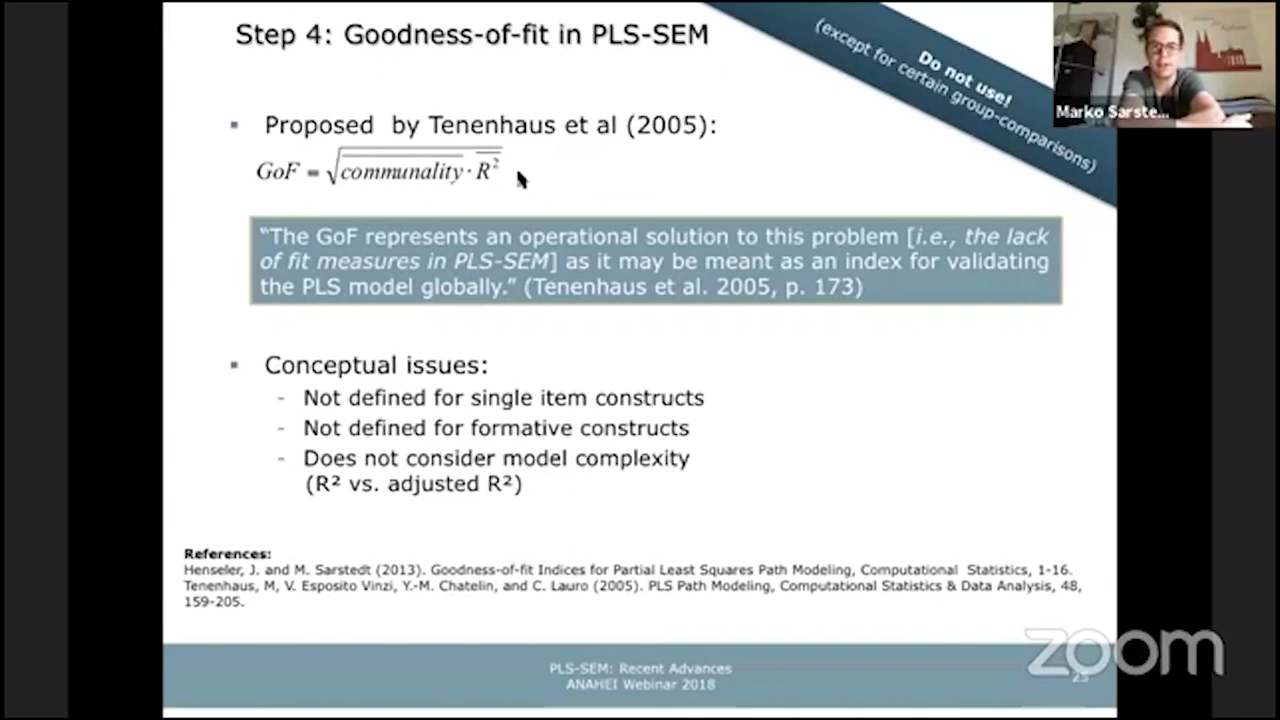 Step 4: Goodness-of-fit in PLS-SEM
Do not use!
(except for certain group-comparisons)
Marko Sarste...
▪ Proposed by Tenenhaus et al (2005):
GoF = √(communality · R²)
“The GoF represents an operational solution to this problem [i.e., the lack
of fit measures in PLS-SEM] as it may be meant as an index for validating
the PLS model globally.” (Tenenhaus et al. 2005, p. 173)
▪ Conceptual issues:
- Not defined for single item constructs
- Not defined for formative constructs
- Does not consider model complexity
(R² vs. adjusted R²)
References:
Henseler, J. and M. Sarstedt (2013). Goodness-of-fit Indices for Partial Least Squares Path Modeling, Computational Statistics, 1-16.
Tenenhaus, M, V. Esposito Vinzi, Y.-M. Chatelin, and C. Lauro (2005). PLS Path Modeling, Computational Statistics & Data Analysis, 48,
159-205.
zoom
PLS-SEM: Recent Advances
ANAHEI Webinar 2018